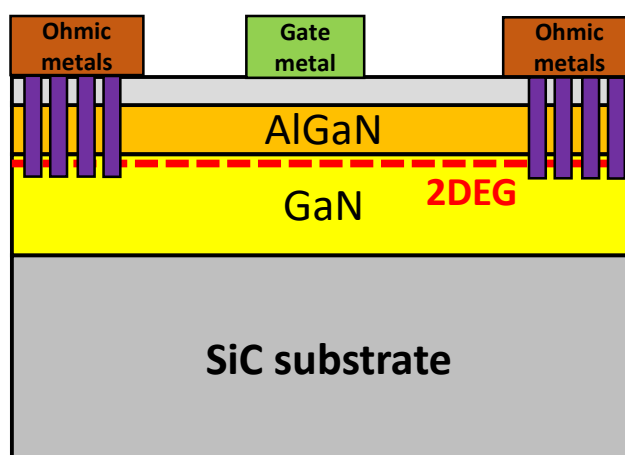 Ohmic
metals
Gate
metal
Ohmic
metals
AlGaN
2DEG
GaN
SiC substrate